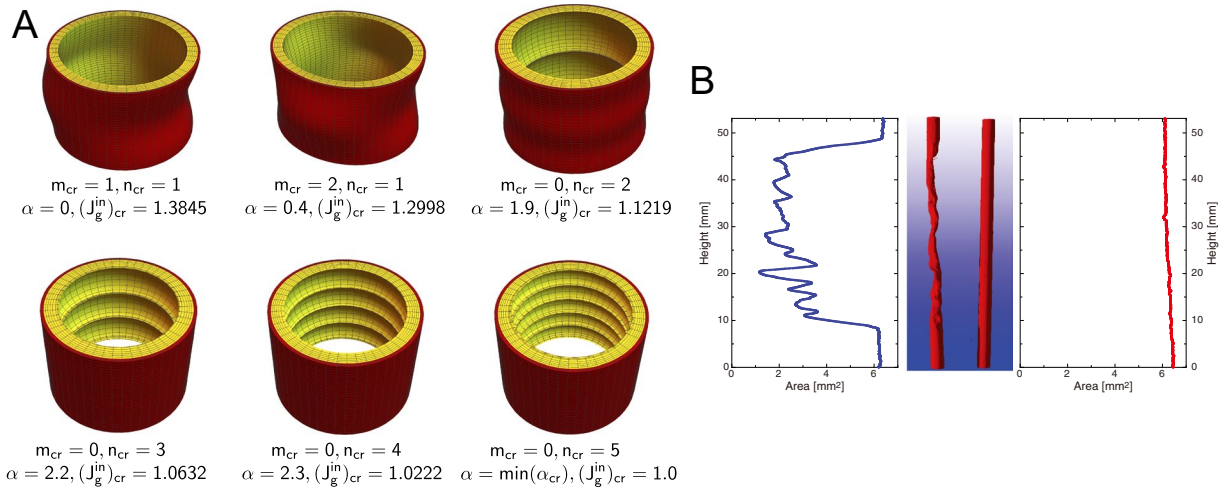 A
m_cr = 1, n_cr = 1
α = 0, (J_g^in)_cr = 1.3845
m_cr = 2, n_cr = 1
α = 0.4, (J_g^in)_cr = 1.2998
m_cr = 0, n_cr = 2
α = 1.9, (J_g^in)_cr = 1.1219
m_cr = 0, n_cr = 3
α = 2.2, (J_g^in)_cr = 1.0632
m_cr = 0, n_cr = 4
α = 2.3, (J_g^in)_cr = 1.0222
m_cr = 0, n_cr = 5
α = min(α_cr), (J_g^in)_cr = 1.0
B
50
40
30
20
10
0
Height [mm]
0 2 4 6
Area [mm²]
0 2 4 6
Area [mm²]
50
40
30
20
10
0
Height [mm]